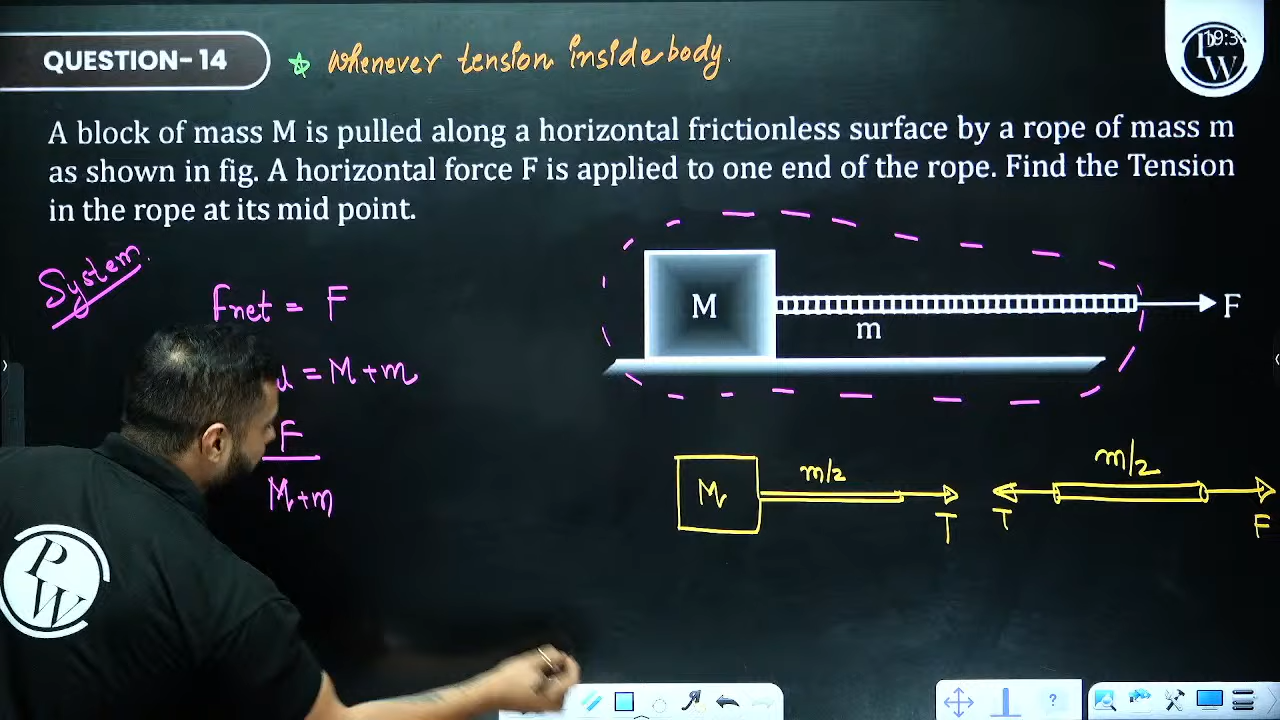 QUESTION- 14
☆ Whenever tension inside body.
A block of mass M is pulled along a horizontal frictionless surface by a rope of mass m
as shown in fig. A horizontal force F is applied to one end of the rope. Find the Tension
in the rope at its mid point.
System.
Fnet = F
= M+m
F
M+m
M
m
F
M
m/2
T
T
m/2
F
P
W
P
W
?